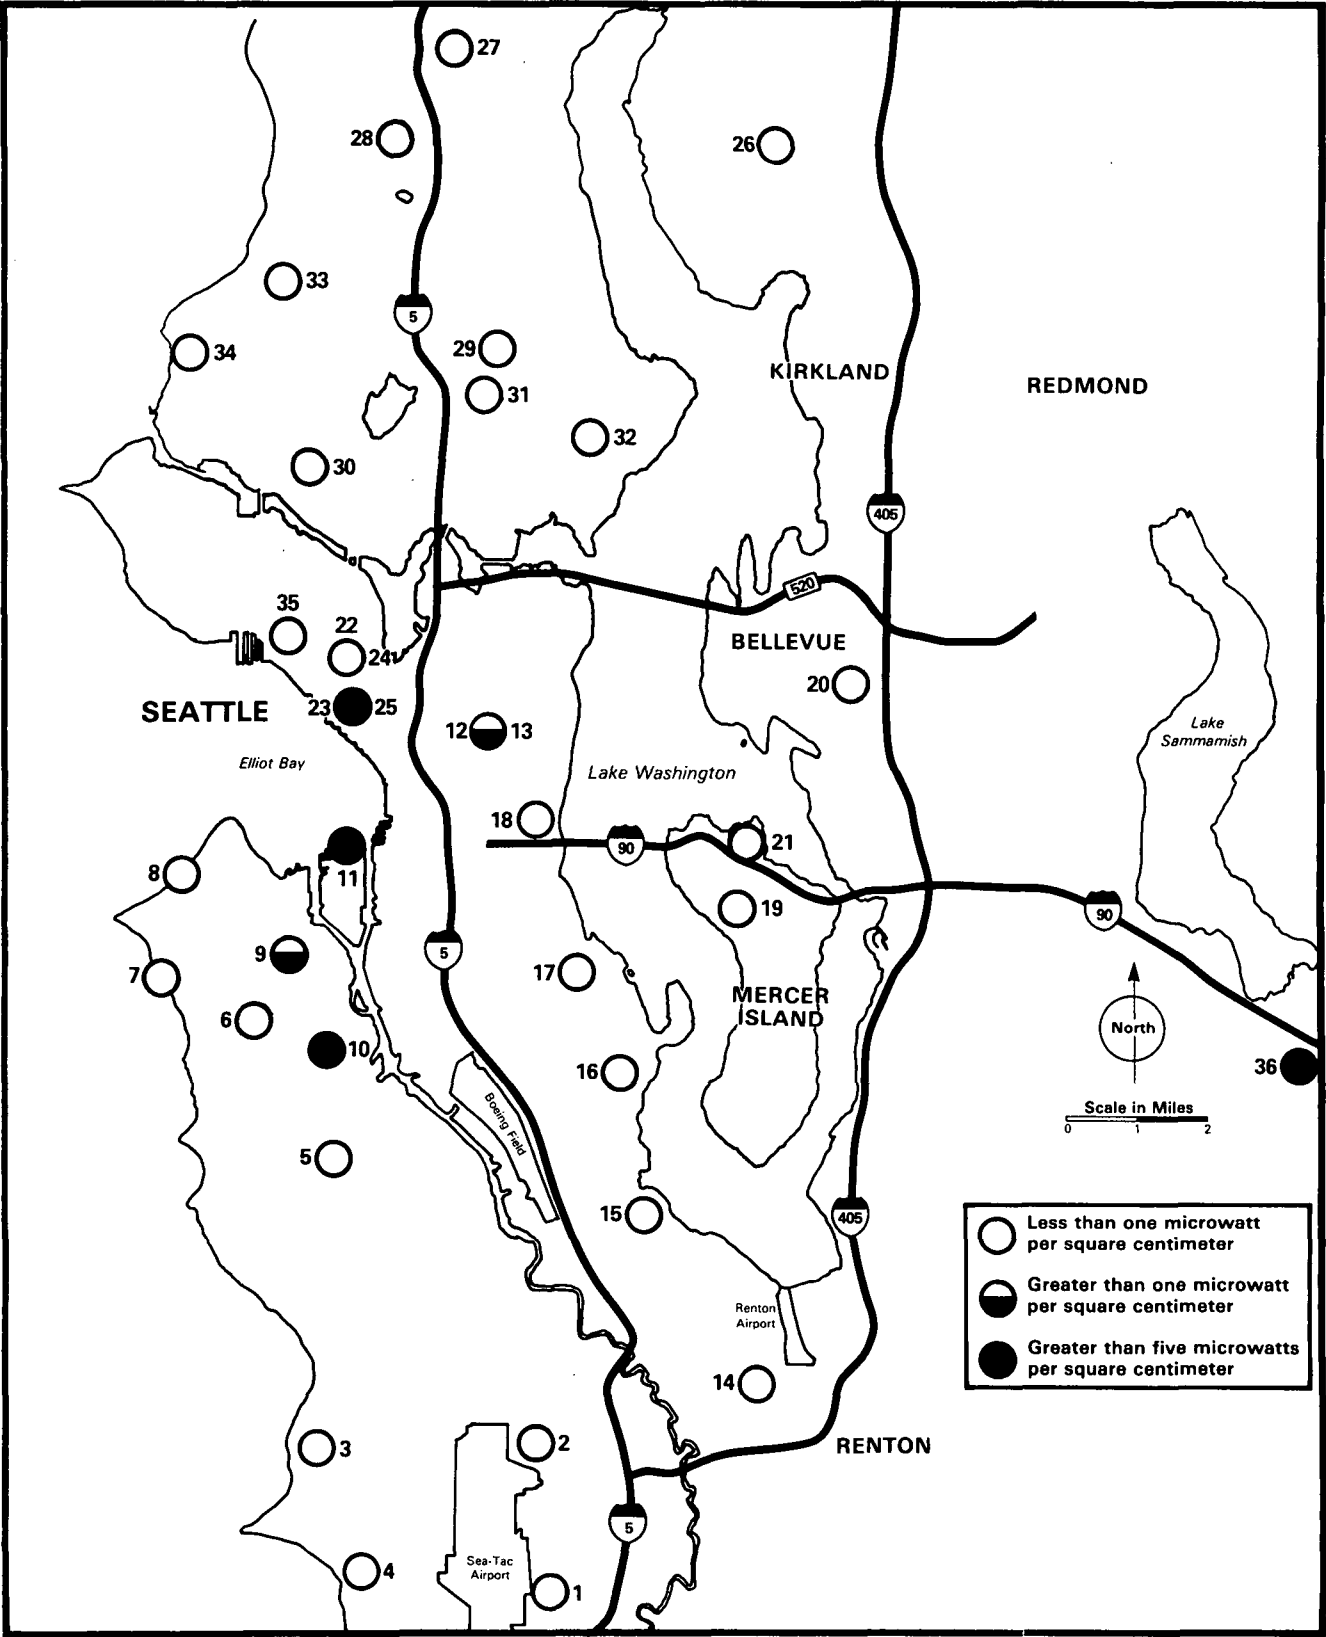 27
28
26
33
5
34
29
KIRKLAND
REDMOND
31
32
30
405
520
35
22
24
BELLEVUE
20
SEATTLE
23
25
12
13
Lake
Sammamish
Elliot Bay
Lake Washington
18
90
21
8
11
19
90
9
5
7
17
MERCER
ISLAND
6
North
10
16
36
Boeing Field
Scale in Miles
0
1
2
5
15
405
Less than one microwatt
per square centimeter
Greater than one microwatt
per square centimeter
Greater than five microwatts
per square centimeter
Renton
Airport
14
3
2
RENTON
5
Sea-Tac
Airport
4
1